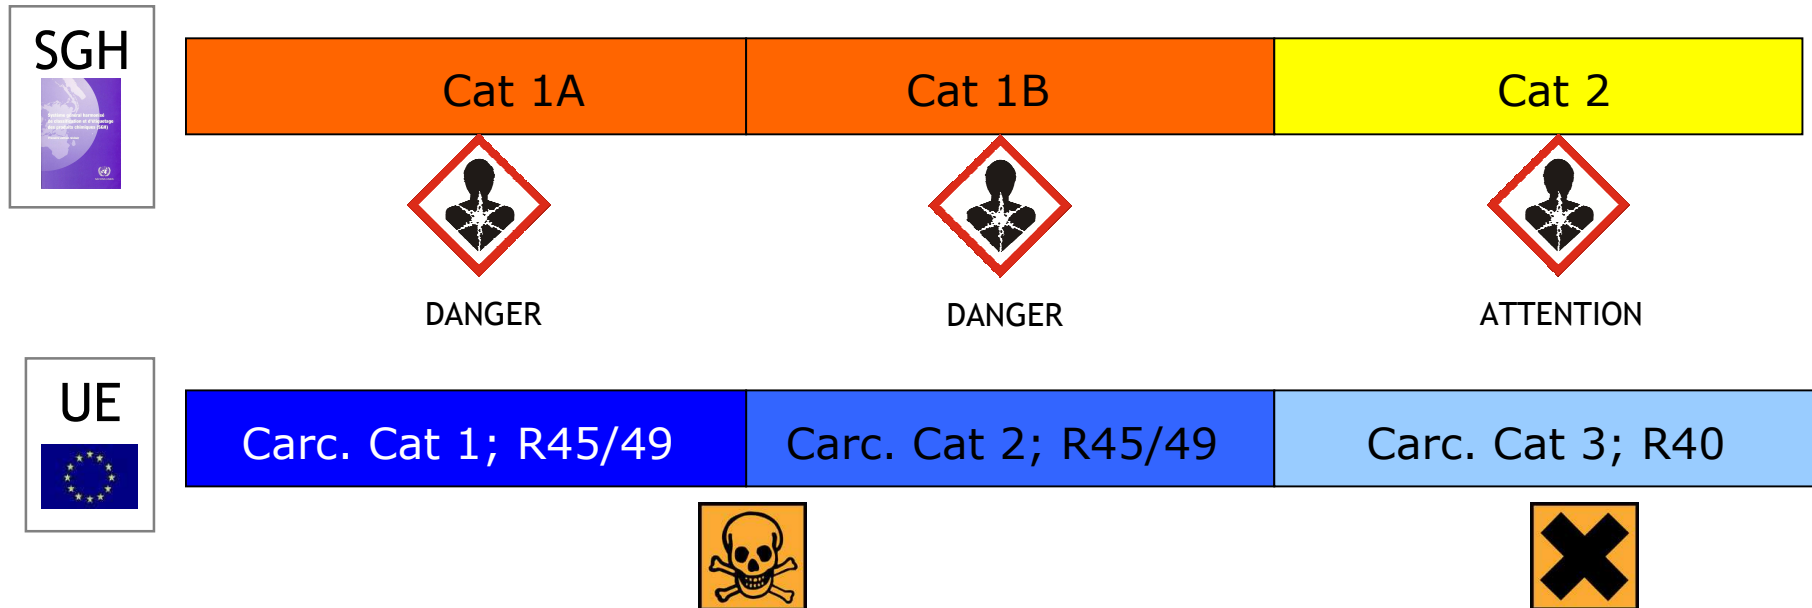 SGH
Cat 1A
Cat 1B
Cat 2
DANGER
DANGER
ATTENTION
UE
Carc. Cat 1; R45/49
Carc. Cat 2; R45/49
Carc. Cat 3; R40